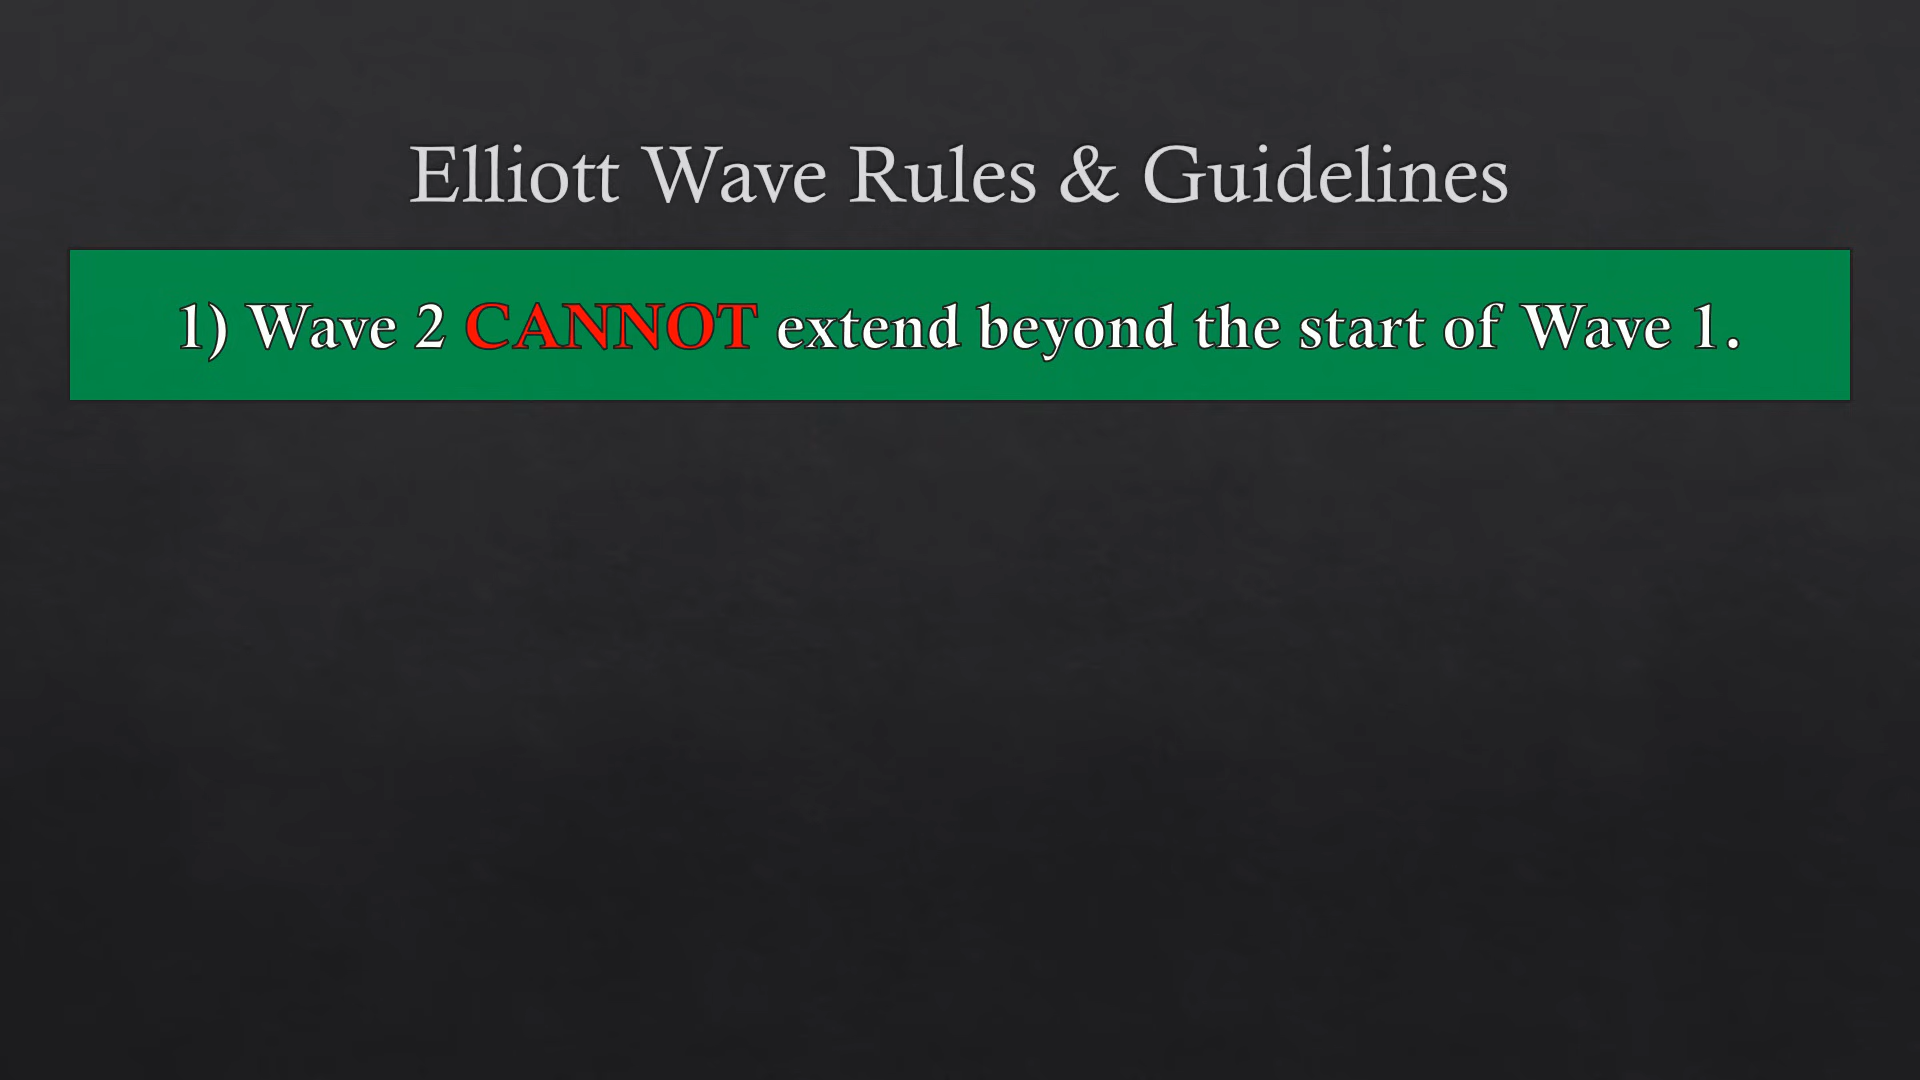 Elliott Wave Rules & Guidelines
1) Wave 2 CANNOT extend beyond the start of Wave 1.